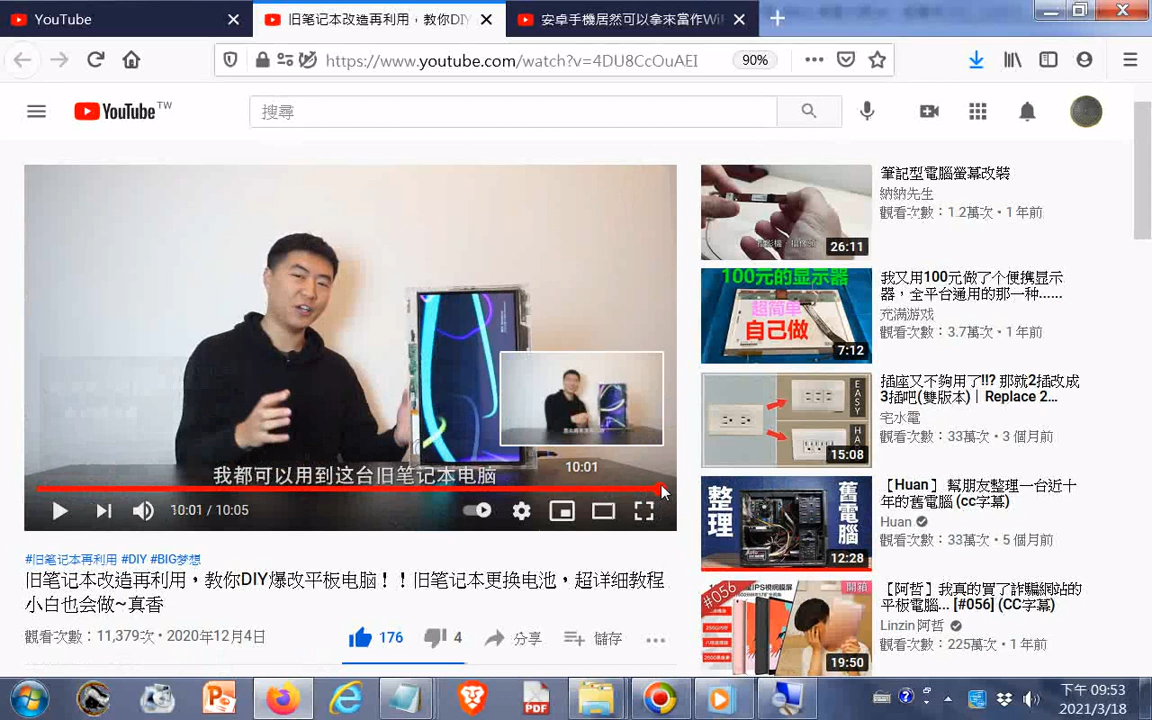 YouTube
旧笔记本改造再利用，教你DIY
安卓手機居然可以拿來當作Wi
https://www.youtube.com/watch?v=4DU8CcOuAEI
90%
YouTube TW
搜尋
我都可以用到这台旧笔记本电脑
10:01
10:01 / 10:05
#旧笔记本再利用 #DIY #BIG梦想
旧笔记本改造再利用，教你DIY爆改平板电脑！！旧笔记本更换电池，超详细教程
小白也会做~真香
觀看次數：11,379次 • 2020年12月4日
176
4
分享
儲存
26:11
筆記型電腦螢幕改裝
納納先生
觀看次數：1.2萬次 • 1 年前
100元的显示器
超简单
自己做
7:12
我又用100元做了个便携显示
器，全平台通用的那一种......
充满游戏
觀看次數：3.7萬次 • 1 年前
EASY
HA
15:08
插座又不夠用了!!? 那就2插改成
3插吧(雙版本)｜Replace 2...
宅水電
觀看次數：33萬次 • 3 個月前
整理
舊電腦
12:28
【Huan】 幫朋友整理一台近十
年的舊電腦 (cc字幕)
Huan
觀看次數：33萬次 • 5 個月前
#056
開箱
19:50
【阿哲】我真的買了詐騙網站的
平板電腦... [#056] (CC字幕)
Linzin 阿哲
觀看次數：225萬次 • 1 年前
PDF
下午 09:53
2021/3/18